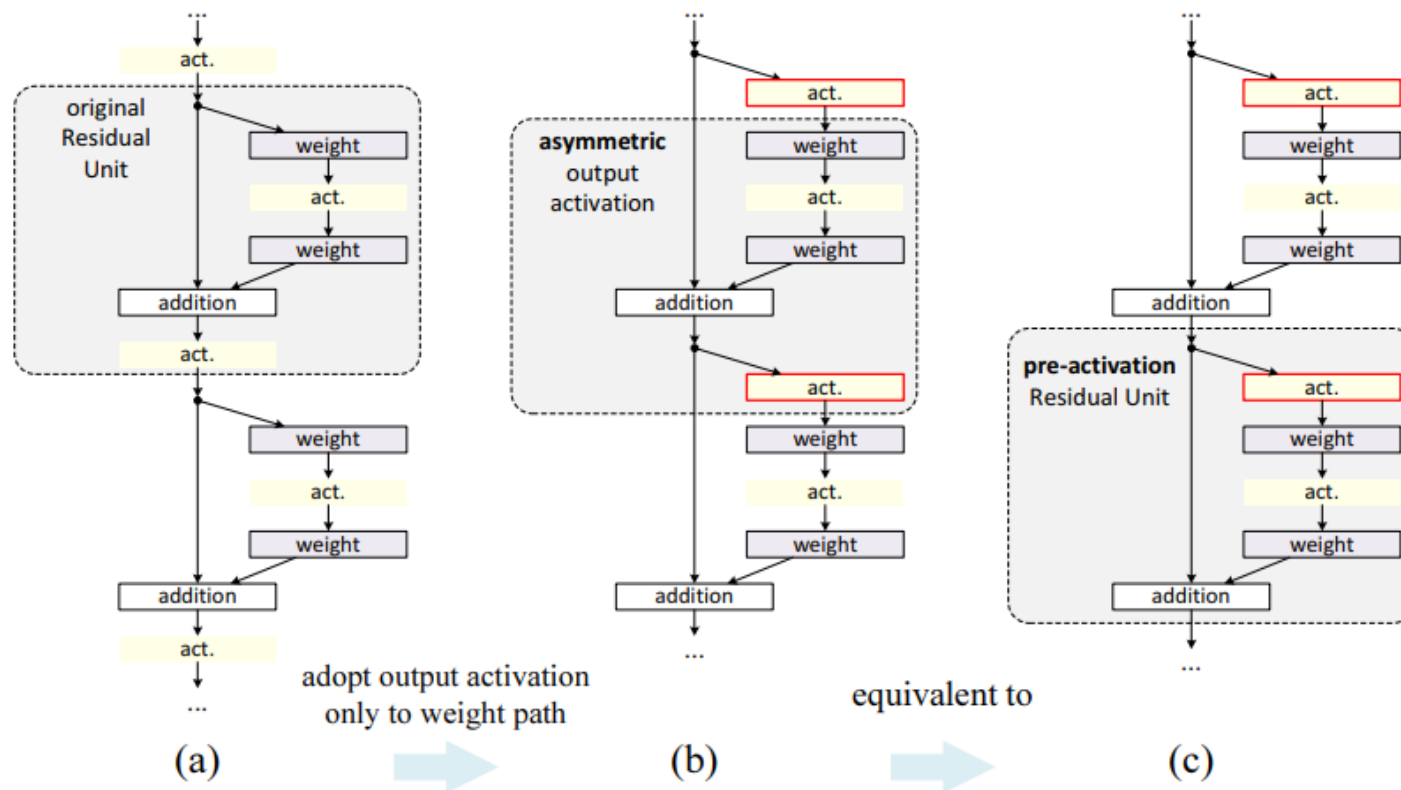 ...
act.
original
Residual
Unit
weight
act.
weight
addition
act.
weight
act.
weight
addition
act.
...
(a)
adopt output activation
only to weight path
...
act.
asymmetric
output
activation
weight
act.
weight
addition
act.
weight
act.
weight
addition
...
(b)
equivalent to
...
act.
weight
act.
weight
addition
pre-activation
Residual Unit
act.
weight
act.
weight
addition
...
(c)